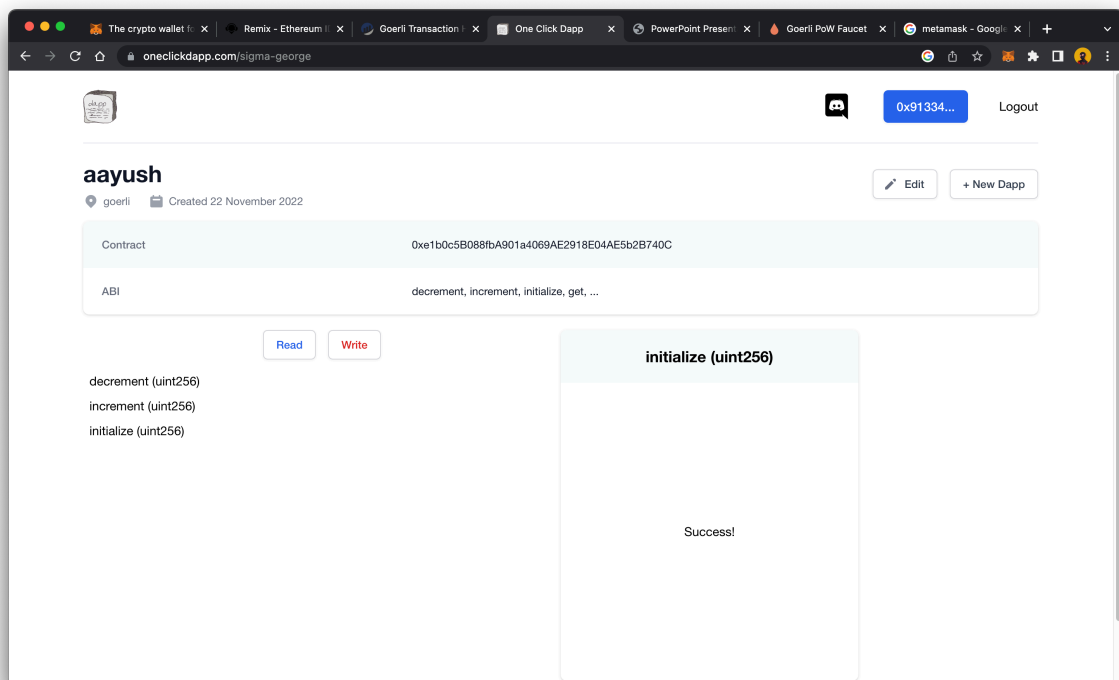 The crypto wallet fo
Remix - Ethereum I
Goerli Transaction
One Click Dapp
PowerPoint Present
Goerli PoW Faucet
metamask - Google
oneclickdapp.com/sigma-george
dapp
0x91334...
Logout
aayush
Edit
+ New Dapp
goerli
Created 22 November 2022
Contract
0xe1b0c5B088fbA901a4069AE2918E04AE5b2B740C
ABI
decrement, increment, initialize, get, ...
Read
Write
initialize (uint256)
decrement (uint256)
increment (uint256)
initialize (uint256)
Success!